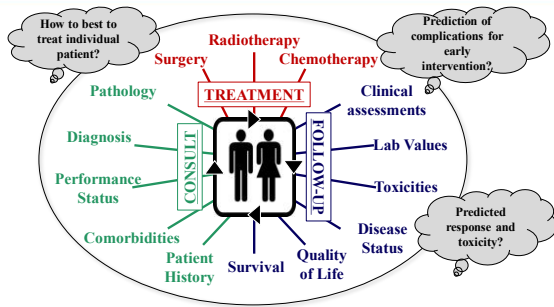 How to best to
treat individual
patient?
Prediction of
complications for
early
intervention?
Radiotherapy
Surgery
Chemotherapy
TREATMENT
Pathology
Diagnosis
Performance
Status
Comorbidities
Patient
History
CONSULT
FOLLOW-UP
Clinical
assessments
Lab Values
Toxicities
Disease
Status
Quality
of Life
Survival
Predicted
response and
toxicity?